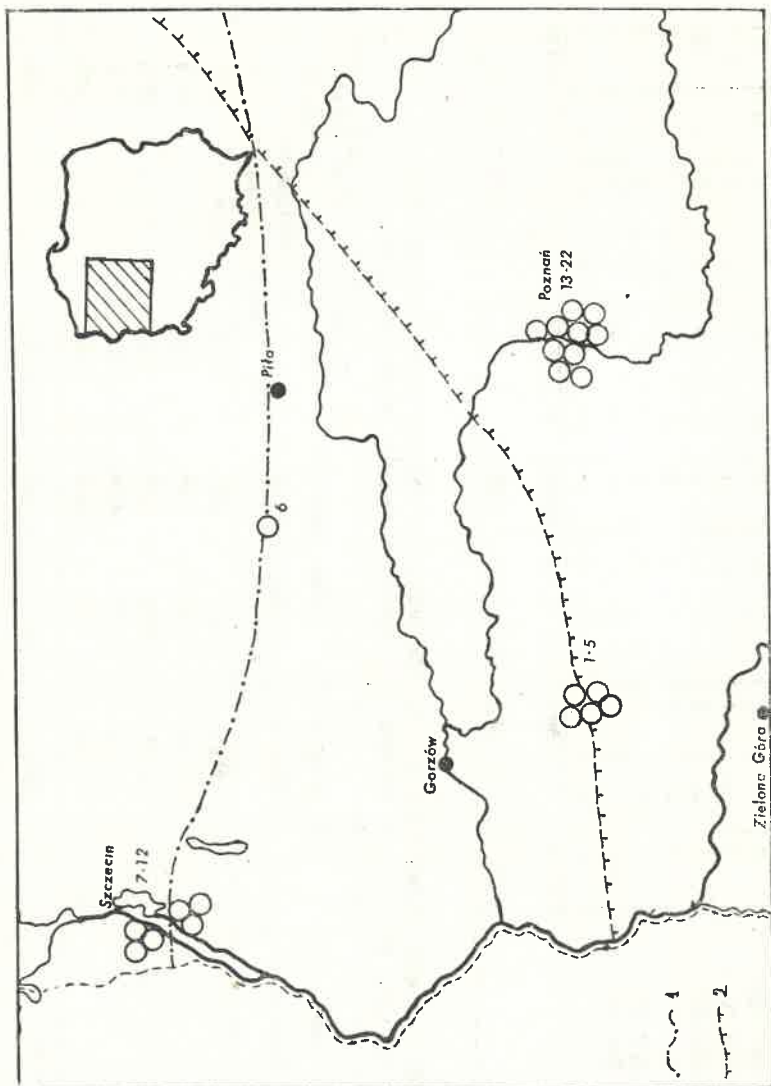 Szczecin
7-12
Piła
6
Poznań
13-22
Gorzów
1-5
Zielona Góra
1
2